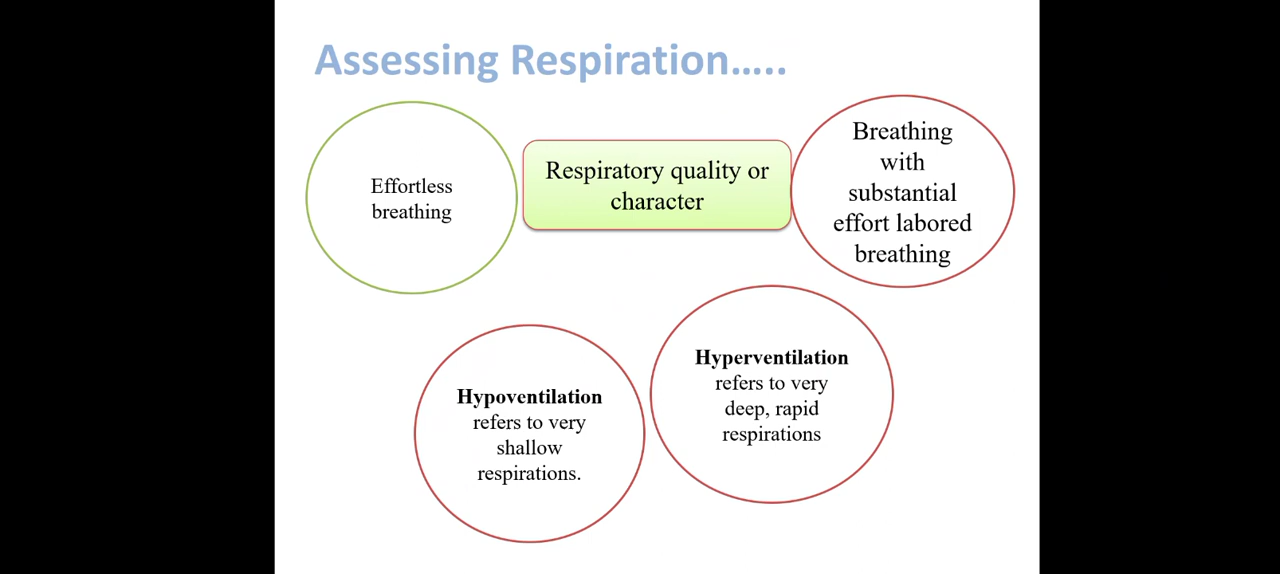 Assessing Respiration…..
Effortless
breathing
Respiratory quality or
character
Breathing
with
substantial
effort labored
breathing
Hypoventilation
refers to very
shallow
respirations.
Hyperventilation
refers to very
deep, rapid
respirations